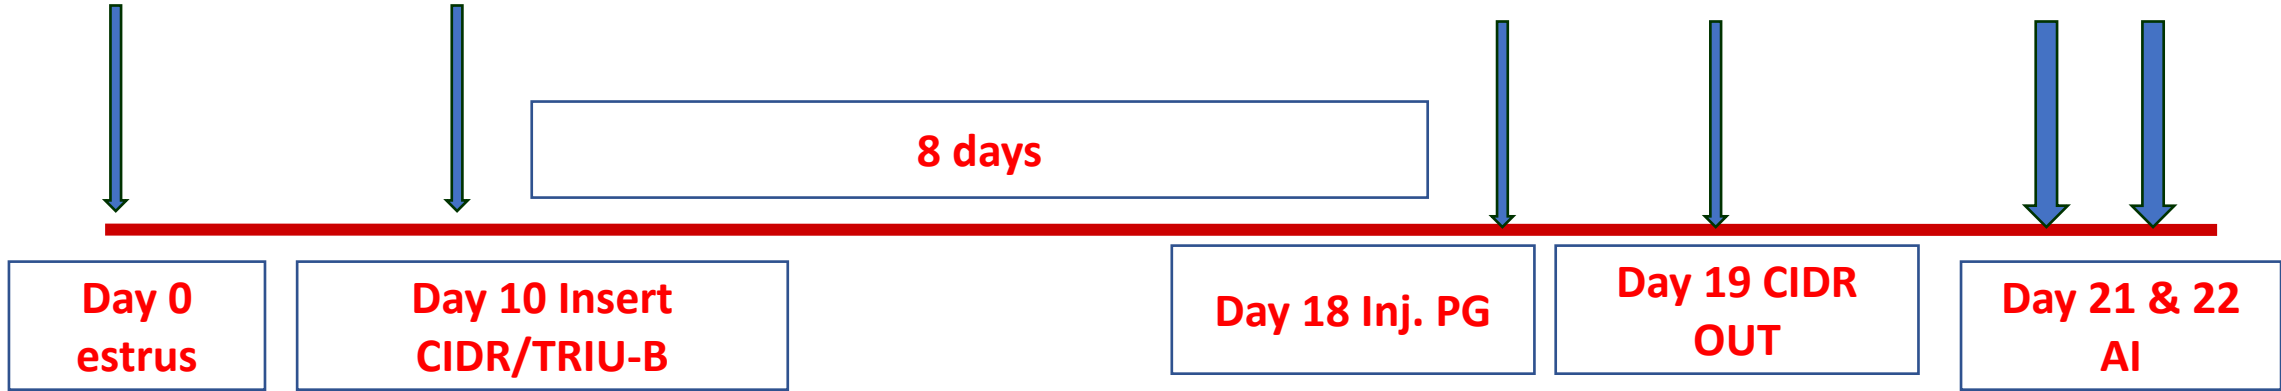 8 days
Day 0
estrus
Day 10 Insert
CIDR/TRIU-B
Day 18 Inj. PG
Day 19 CIDR
OUT
Day 21 & 22
AI